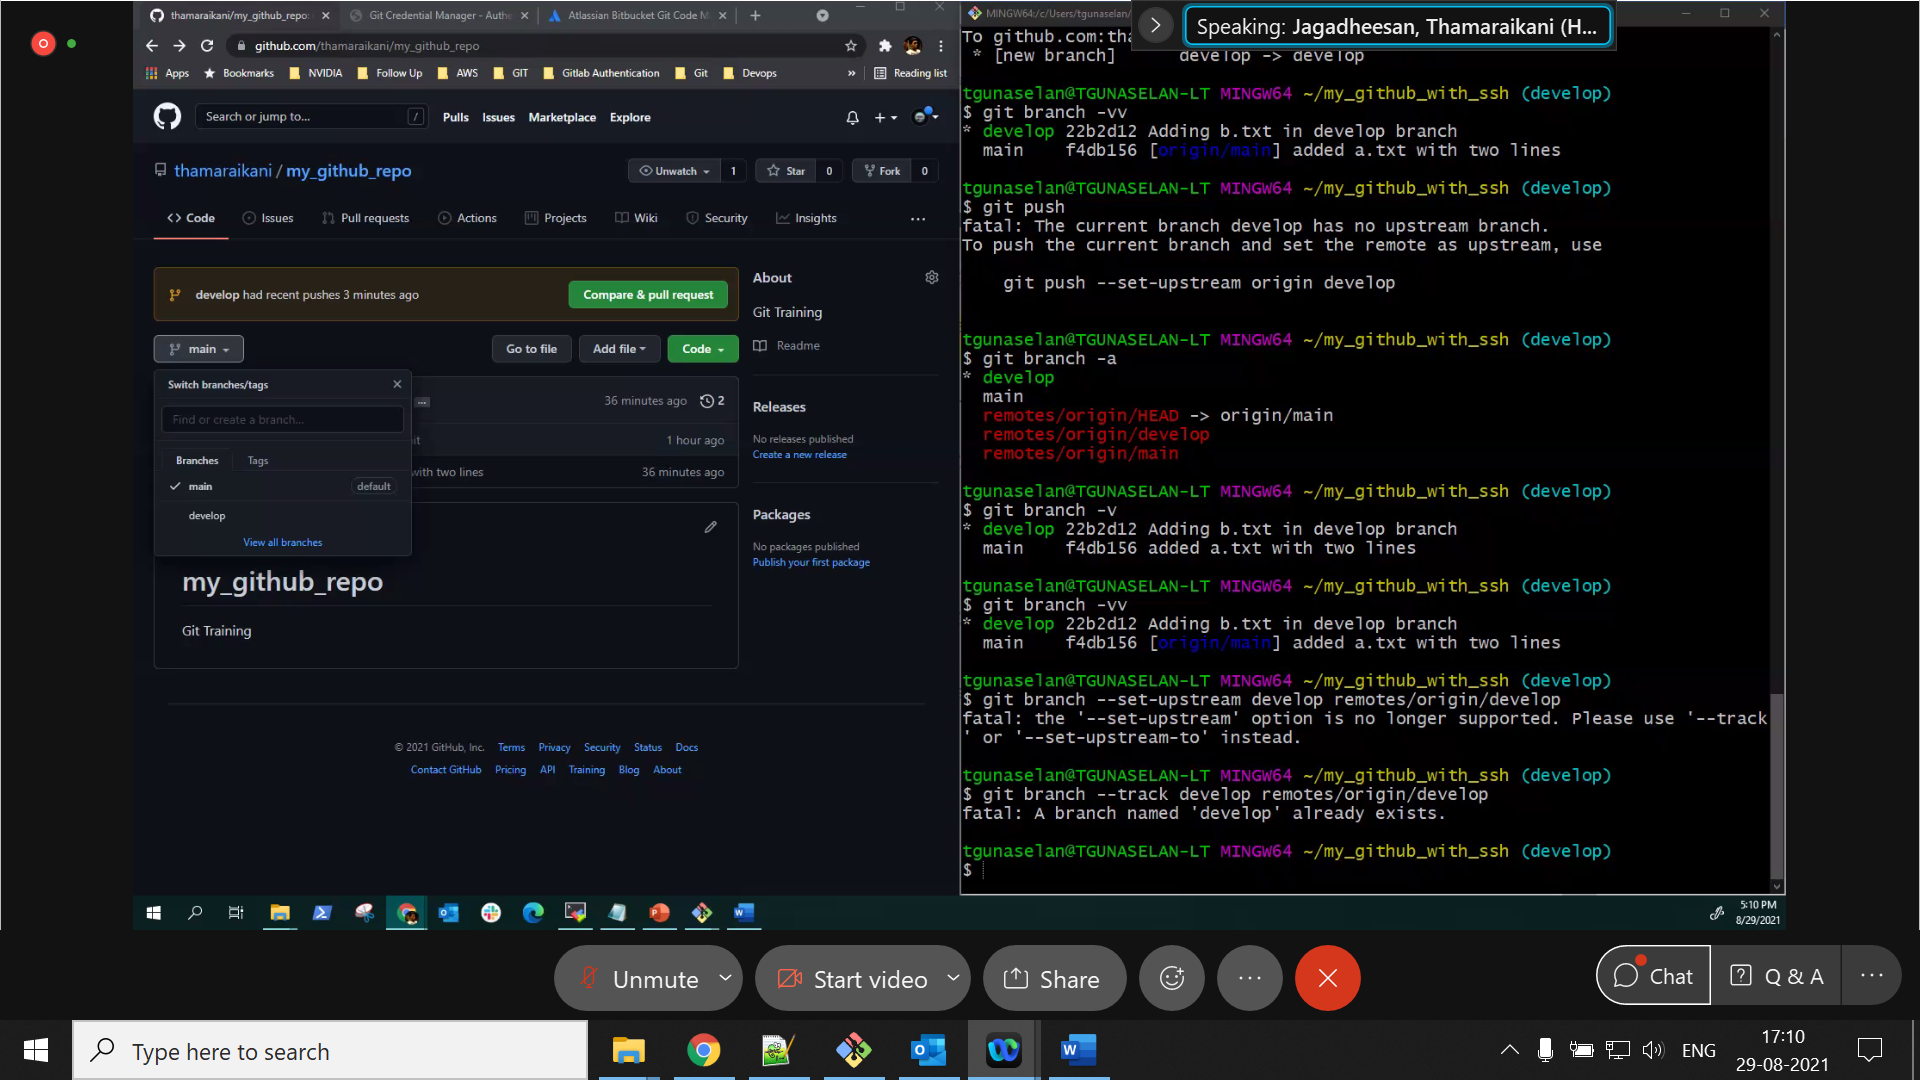 thamaraikani/my_github_repo:
Git Credential Manager - Authe
Atlassian Bitbucket Git Code M
github.com/thamaraikani/my_github_repo
Apps
Bookmarks
NVIDIA
Follow Up
AWS
GIT
Gitlab Authentication
Git
Devops
»
Reading list
Search or jump to...
/
Pulls
Issues
Marketplace
Explore
thamaraikani / my_github_repo
Unwatch
1
Star
0
Fork
0
Code
Issues
Pull requests
Actions
Projects
Wiki
Security
Insights
develop had recent pushes 3 minutes ago
Compare & pull request
main
Go to file
Add file
Code
Switch branches/tags
Find or create a branch...
Branches
Tags
main
default
develop
View all branches
36 minutes ago
2
it
1 hour ago
with two lines
36 minutes ago
my_github_repo
Git Training
About
Git Training
Readme
Releases
No releases published
Create a new release
Packages
No packages published
Publish your first package
© 2021 GitHub, Inc.
Terms
Privacy
Security
Status
Docs
Contact GitHub
Pricing
API
Training
Blog
About
MINGW64:/c/Users/tgunaselan/
Speaking: Jagadheesan, Thamaraikani (H...
To github.com:tha
 * [new branch]      develop -> develop
tgunaselan@TGUNASELAN-LT MINGW64 ~/my_github_with_ssh (develop)
$ git branch -vv
* develop 22b2d12 Adding b.txt in develop branch
  main    f4db156 [origin/main] added a.txt with two lines
tgunaselan@TGUNASELAN-LT MINGW64 ~/my_github_with_ssh (develop)
$ git push
fatal: The current branch develop has no upstream branch.
To push the current branch and set the remote as upstream, use
    git push --set-upstream origin develop
tgunaselan@TGUNASELAN-LT MINGW64 ~/my_github_with_ssh (develop)
$ git branch -a
* develop
  main
  remotes/origin/HEAD -> origin/main
  remotes/origin/develop
  remotes/origin/main
tgunaselan@TGUNASELAN-LT MINGW64 ~/my_github_with_ssh (develop)
$ git branch -v
* develop 22b2d12 Adding b.txt in develop branch
  main    f4db156 added a.txt with two lines
tgunaselan@TGUNASELAN-LT MINGW64 ~/my_github_with_ssh (develop)
$ git branch -vv
* develop 22b2d12 Adding b.txt in develop branch
  main    f4db156 [origin/main] added a.txt with two lines
tgunaselan@TGUNASELAN-LT MINGW64 ~/my_github_with_ssh (develop)
$ git branch --set-upstream develop remotes/origin/develop
fatal: the '--set-upstream' option is no longer supported. Please use '--track
' or '--set-upstream-to' instead.
tgunaselan@TGUNASELAN-LT MINGW64 ~/my_github_with_ssh (develop)
$ git branch --track develop remotes/origin/develop
fatal: A branch named 'develop' already exists.
tgunaselan@TGUNASELAN-LT MINGW64 ~/my_github_with_ssh (develop)
$
5:10 PM
8/29/2021
Unmute
Start video
Share
Chat
Q & A
Type here to search
ENG
17:10
29-08-2021